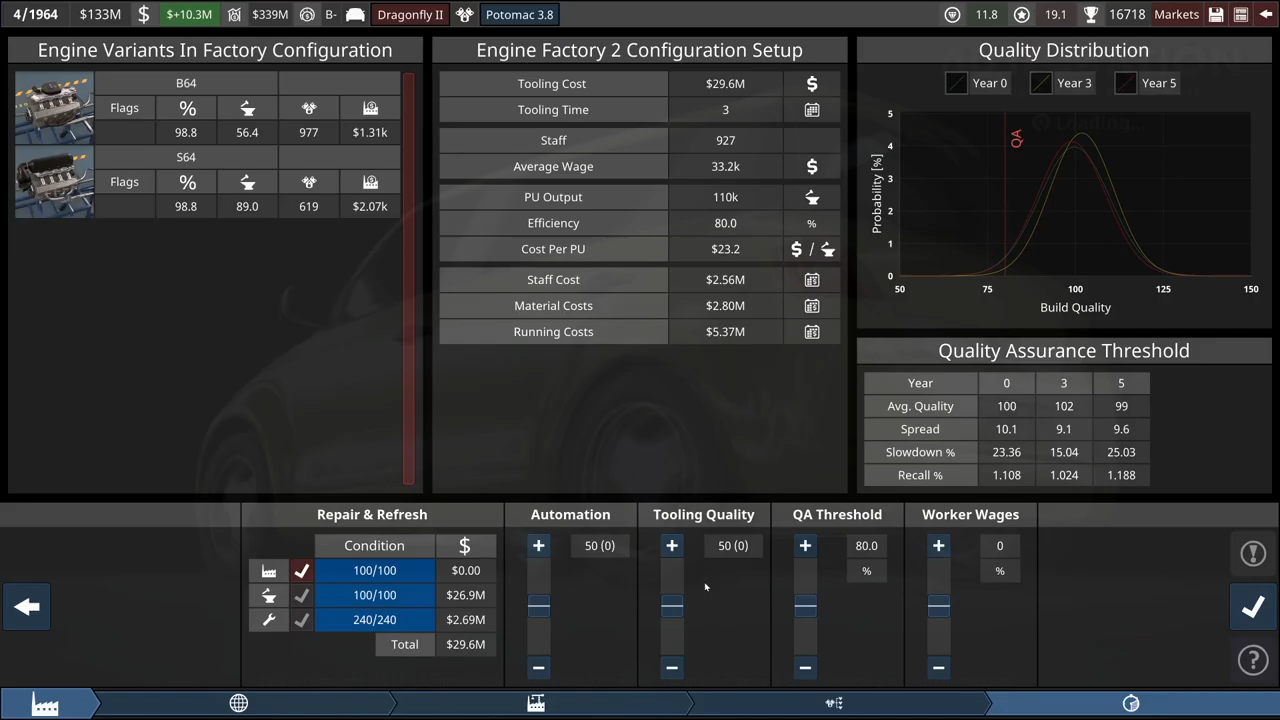 4/1964 $133M $+10.3M $339M B- Dragonfly II Potomac 3.8 11.8 19.1 16718 Markets
Engine Variants In Factory Configuration
B64
Flags %
98.8 56.4 977 $1.31k
S64
Flags %
98.8 89.0 619 $2.07k
Engine Factory 2 Configuration Setup
Tooling Cost $29.6M $
Tooling Time 3
Staff 927
Average Wage 33.2k $
PU Output 110k
Efficiency 80.0 %
Cost Per PU $23.2 $ /
Staff Cost $2.56M
Material Costs $2.80M
Running Costs $5.37M
Quality Distribution
Year 0 Year 3 Year 5
Loading...
QA
Probability [%]
5
4
3
2
1
0
50 75 100 125 150
Build Quality
Quality Assurance Threshold
Year 0 3 5
Avg. Quality 100 102 99
Spread 10.1 9.1 9.6
Slowdown % 23.36 15.04 25.03
Recall % 1.108 1.024 1.188
Repair & Refresh
Condition $
100/100 $0.00
100/100 $26.9M
240/240 $2.69M
Total $29.6M
Automation
+ 50 (0)
−
Tooling Quality
+ 50 (0)
−
QA Threshold
+ 80.0
%
−
Worker Wages
+ 0
%
−